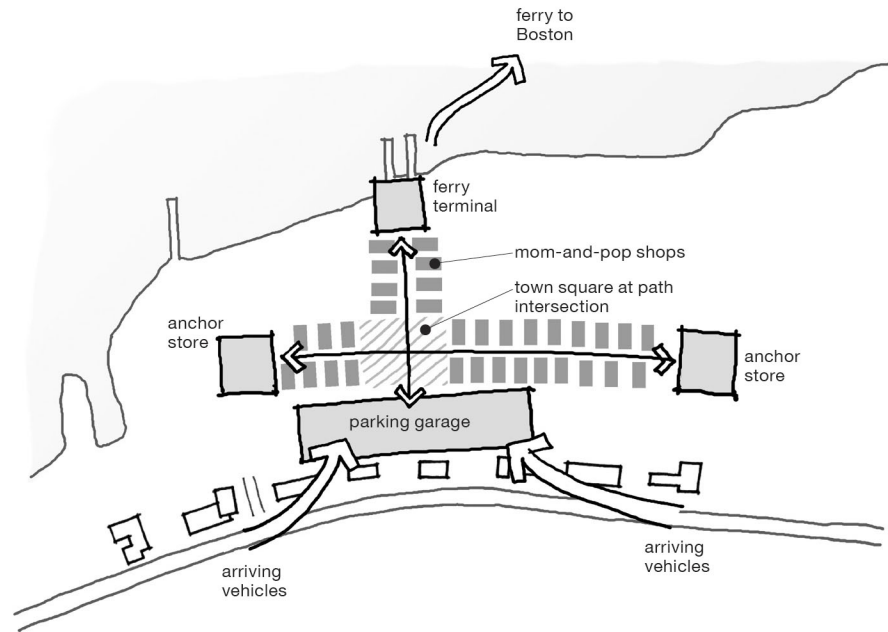 ferry to
Boston
ferry
terminal
mom-and-pop shops
town square at path
intersection
anchor
store
anchor
store
parking garage
arriving
vehicles
arriving
vehicles